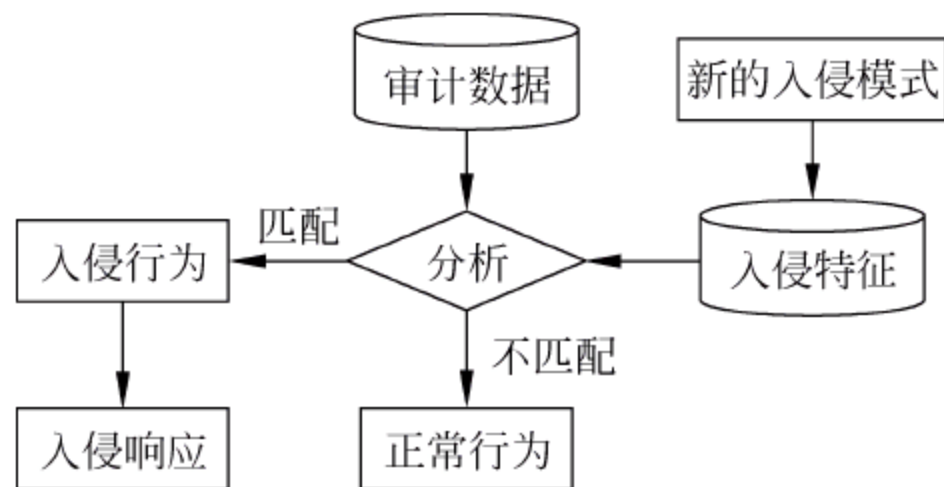 审计数据
新的入侵模式
匹配
入侵行为
分析
入侵特征
不匹配
入侵响应
正常行为